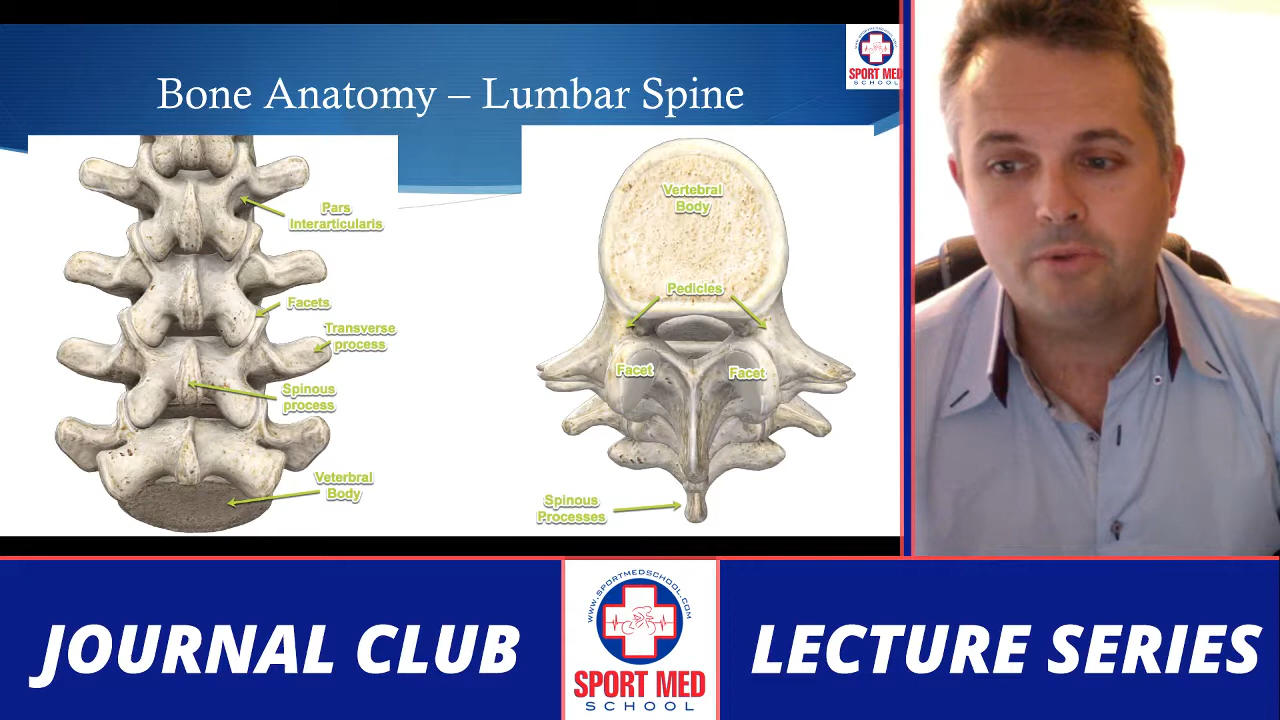 Bone Anatomy – Lumbar Spine
SPORT MED
SCHOOL
Pars
Interarticularis
Facets
Transverse
process
Spinous
process
Veterbral
Body
Vertebral
Body
Pedicles
Facet
Facet
Spinous
Processes
JOURNAL CLUB
WWW.SPORTMEDSCHOOL.COM
SPORT MED
SCHOOL
LECTURE SERIES